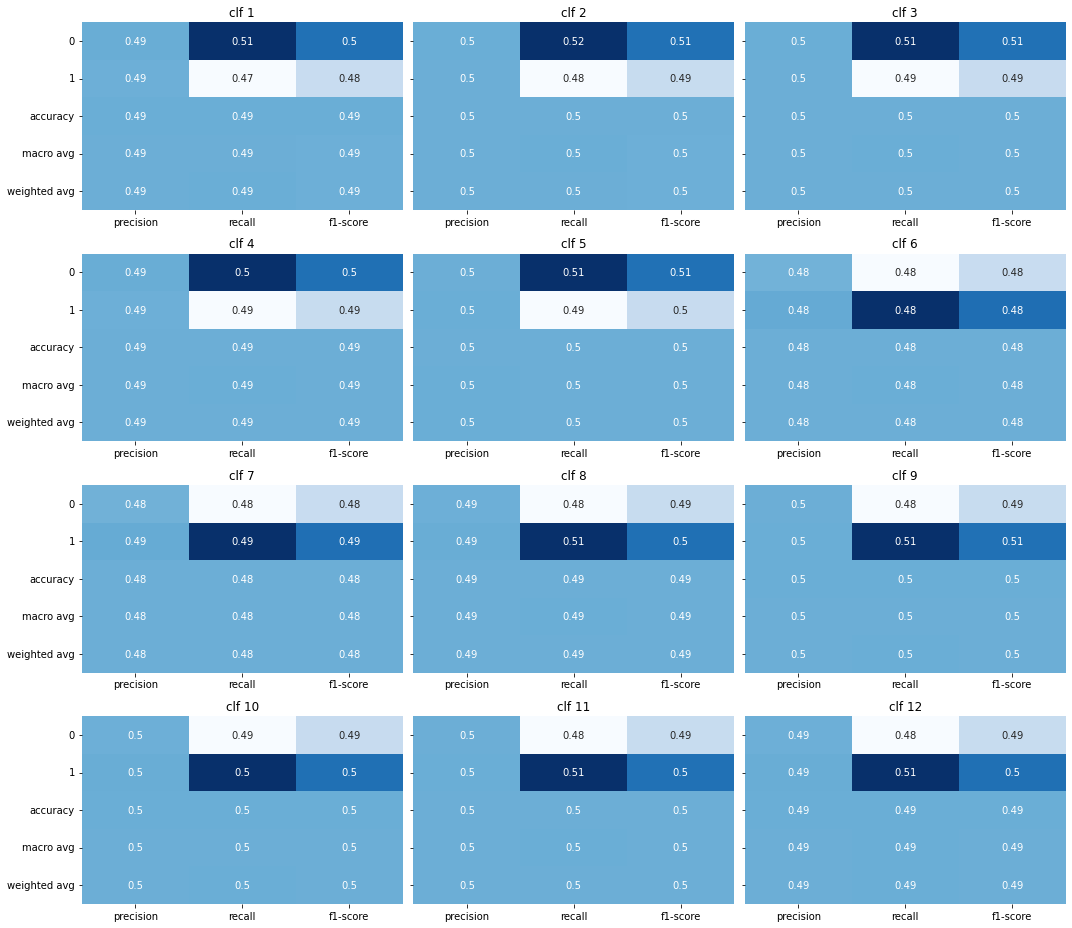 clf 1 clf 2 clf 3
0 0.49 0.51 0.5 0.5 0.52 0.51 0.5 0.51 0.51
1 0.49 0.47 0.48 0.5 0.48 0.49 0.5 0.49 0.49
accuracy 0.49 0.49 0.49 0.5 0.5 0.5 0.5 0.5 0.5
macro avg 0.49 0.49 0.49 0.5 0.5 0.5 0.5 0.5 0.5
weighted avg 0.49 0.49 0.49 0.5 0.5 0.5 0.5 0.5 0.5
precision recall f1-score precision recall f1-score precision recall f1-score
clf 4 clf 5 clf 6
0 0.49 0.5 0.5 0.5 0.51 0.51 0.48 0.48 0.48
1 0.49 0.49 0.49 0.5 0.49 0.5 0.48 0.48 0.48
accuracy 0.49 0.49 0.49 0.5 0.5 0.5 0.48 0.48 0.48
macro avg 0.49 0.49 0.49 0.5 0.5 0.5 0.48 0.48 0.48
weighted avg 0.49 0.49 0.49 0.5 0.5 0.5 0.48 0.48 0.48
precision recall f1-score precision recall f1-score precision recall f1-score
clf 7 clf 8 clf 9
0 0.48 0.48 0.48 0.49 0.48 0.49 0.5 0.48 0.49
1 0.49 0.49 0.49 0.49 0.51 0.5 0.5 0.51 0.51
accuracy 0.48 0.48 0.48 0.49 0.49 0.49 0.5 0.5 0.5
macro avg 0.48 0.48 0.48 0.49 0.49 0.49 0.5 0.5 0.5
weighted avg 0.48 0.48 0.48 0.49 0.49 0.49 0.5 0.5 0.5
precision recall f1-score precision recall f1-score precision recall f1-score
clf 10 clf 11 clf 12
0 0.5 0.49 0.49 0.5 0.48 0.49 0.49 0.48 0.49
1 0.5 0.5 0.5 0.5 0.51 0.5 0.49 0.51 0.5
accuracy 0.5 0.5 0.5 0.5 0.5 0.5 0.49 0.49 0.49
macro avg 0.5 0.5 0.5 0.5 0.5 0.5 0.49 0.49 0.49
weighted avg 0.5 0.5 0.5 0.5 0.5 0.5 0.49 0.49 0.49
precision recall f1-score precision recall f1-score precision recall f1-score